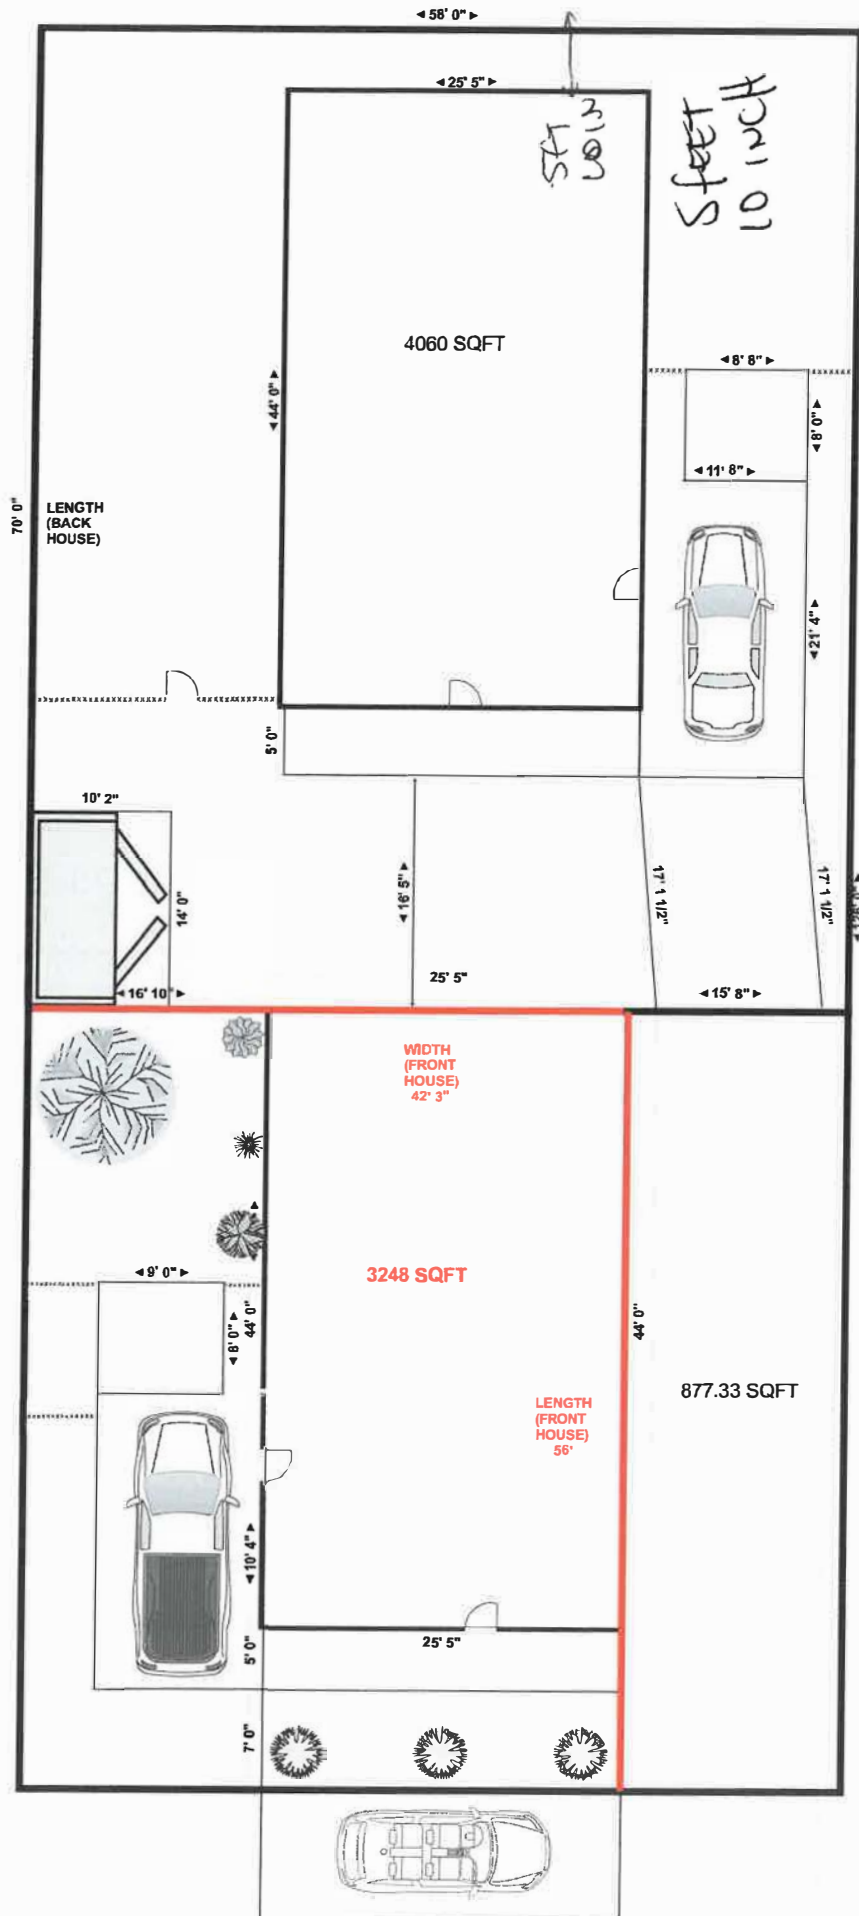 ◄58' 0"►
◄25' 5"►
5FT
10 IN
5 fEET
10 INCH
4060 SQFT
◄8' 8"►
◄44' 0"►
◄8' 0"►
◄11' 8"►
70' 0"
LENGTH
(BACK
HOUSE)
◄21' 4"►
5' 0"
10' 2"
14' 0"
◄16' 5"►
17' 1 1/2"
17' 1 1/2"
◄16' 10"►
25' 5"
◄15' 8"►
WIDTH
(FRONT
HOUSE)
42' 3"
◄9' 0"►
3248 SQFT
◄8' 0"►
44' 0"
44' 0"
877.33 SQFT
LENGTH
(FRONT
HOUSE)
56'
◄10' 4"►
25' 5"
5' 0"
7' 0"